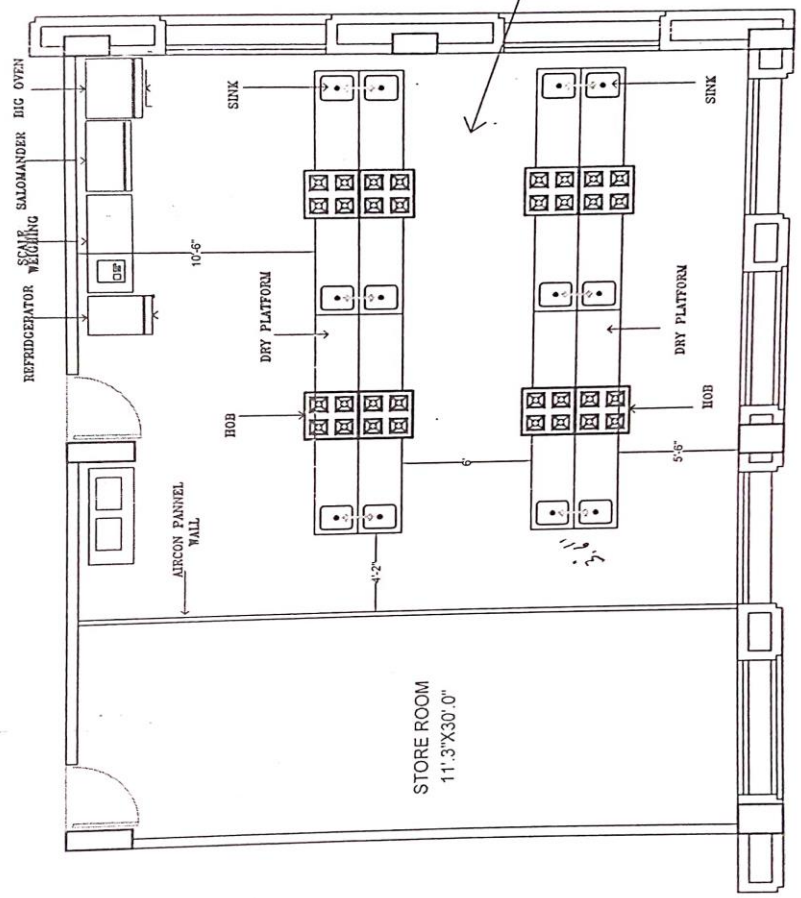 BIG OVEN
SALOMANDER
SCALE
WEIGHING
REFRIDGERATOR
SINK
SINK
10'-6"
DRY PLATFORM
DRY PLATFORM
HOB
HOB
6'
5'-6"
AIRCON PANNEL
WALL
4'-2"
STORE ROOM
11'.3"X30'.0"